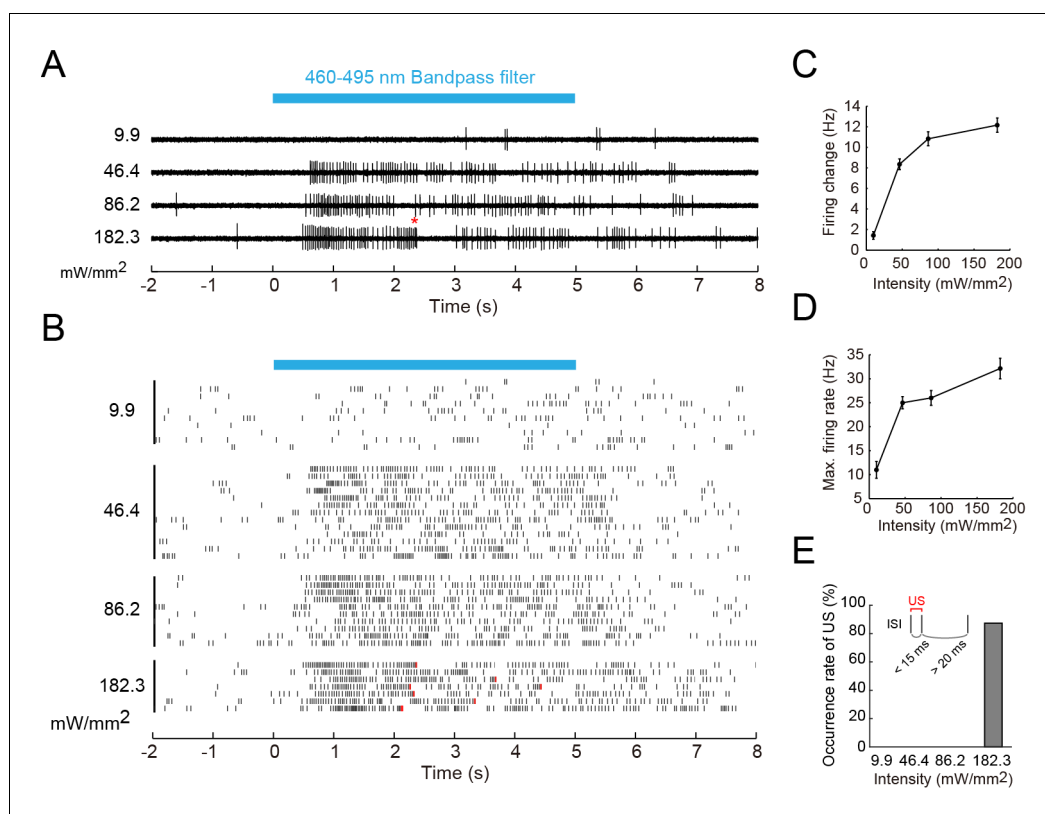 A
460-495 nm Bandpass filter
9.9
46.4
86.2
*
182.3
mW/mm2
-2 -1 0 1 2 3 4 5 6 7 8
Time (s)
B
9.9
46.4
86.2
182.3
mW/mm2
-2 -1 0 1 2 3 4 5 6 7 8
Time (s)
C
Firing change (Hz)
14
12
10
8
6
4
2
0
0 50 100 150 200
Intensity (mW/mm2)
D
Max. firing rate (Hz)
35
30
25
20
15
10
5
0 50 100 150 200
Intensity (mW/mm2)
E
Occurrence rate of US (%)
100
80
60
40
20
0
US
ISI
< 15 ms
> 20 ms
9.9 46.4 86.2 182.3
Intensity (mW/mm2)